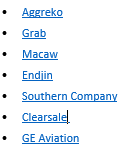 Aggreko
Grab
Macaw
Endjin
Southern Company
Clearsale
GE Aviation